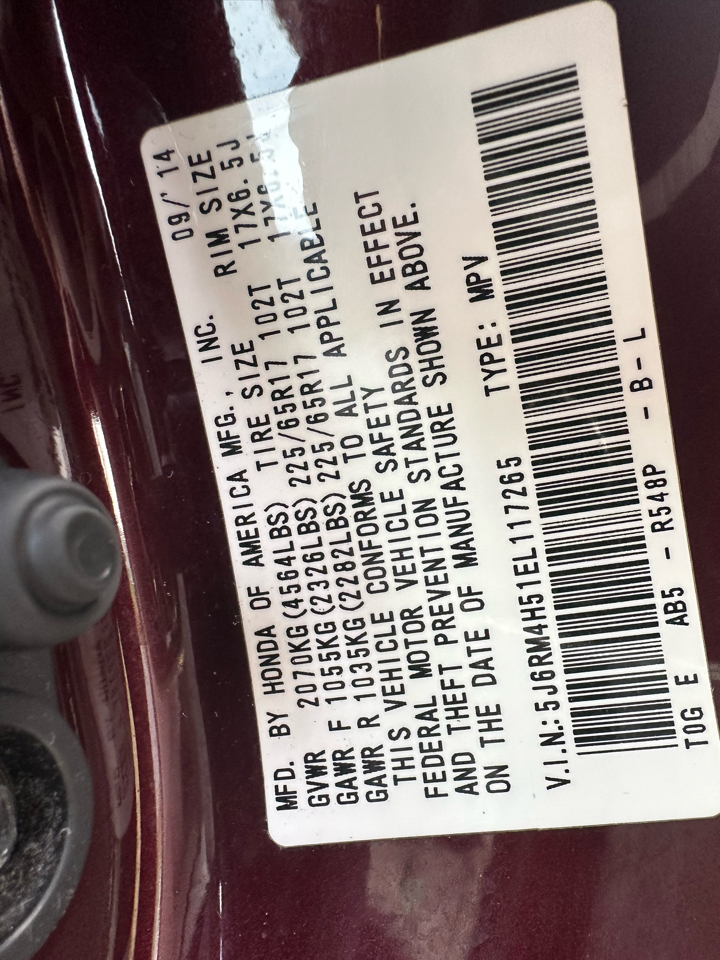 09/'14
MFD. BY HONDA OF AMERICA MFG., INC.
GVWR 2070KG(4564LBS) TIRE SIZE RIM SIZE
GAWR F 1055KG(2326LBS) 225/65R17 102T 17X6.5J
GAWR R 1035KG(2282LBS) 225/65R17 102T 17X6.5J
THIS VEHICLE CONFORMS TO ALL APPLICABLE
FEDERAL MOTOR VEHICLE SAFETY
AND THEFT PREVENTION STANDARDS IN EFFECT
ON THE DATE OF MANUFACTURE SHOWN ABOVE.
V.I.N.: 5J6RM4H51EL117265 TYPE: MPV
TOG E AB5 - R548P - B - L